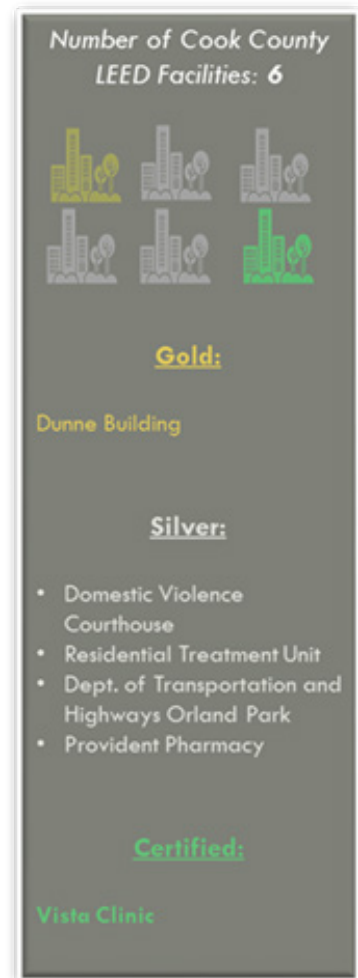 Number of Cook County
LEED Facilities: 6
Gold:
Dunne Building
Silver:
• Domestic Violence
Courthouse
• Residential Treatment Unit
• Dept. of Transportation and
Highways Orland Park
• Provident Pharmacy
Certified:
Vista Clinic